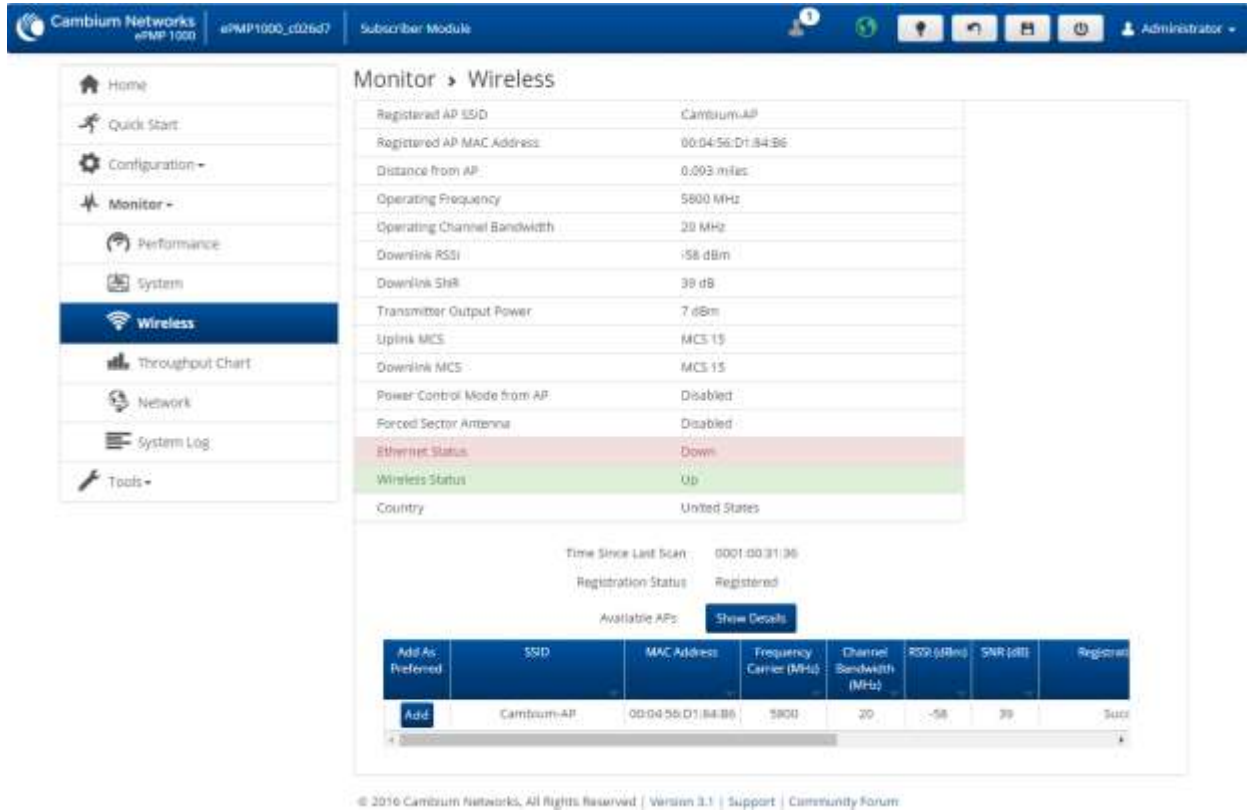 Cambium Networks
ePMP 1000
ePMP1000_c026d7
Subscriber Module
1
Administrator
Home
Quick Start
Configuration
Monitor
Performance
System
Wireless
Throughput Chart
Network
System Log
Tools
Monitor > Wireless
Registered AP SSID Cambium-AP
Registered AP MAC Address 00:04:56:D1:84:B6
Distance from AP 0.093 miles
Operating Frequency 5800 MHz
Operating Channel Bandwidth 20 MHz
Downlink RSSI -58 dBm
Downlink SNR 39 dB
Transmitter Output Power 7 dBm
Uplink MCS MCS 15
Downlink MCS MCS 15
Power Control Mode from AP Disabled
Forced Sector Antenna Disabled
Ethernet Status Down
Wireless Status Up
Country United States
Time Since Last Scan 0001:00:31:36
Registration Status Registered
Available APs Show Details
Add As Preferred SSID MAC Address Frequency Carrier (MHz) Channel Bandwidth (MHz) RSSI (dBm) SNR (dB) Registrati
Add Cambium-AP 00:04:56:D1:84:B6 5800 20 -58 39 Succ
© 2016 Cambium Networks, All Rights Reserved | Version 3.1 | Support | Community Forum